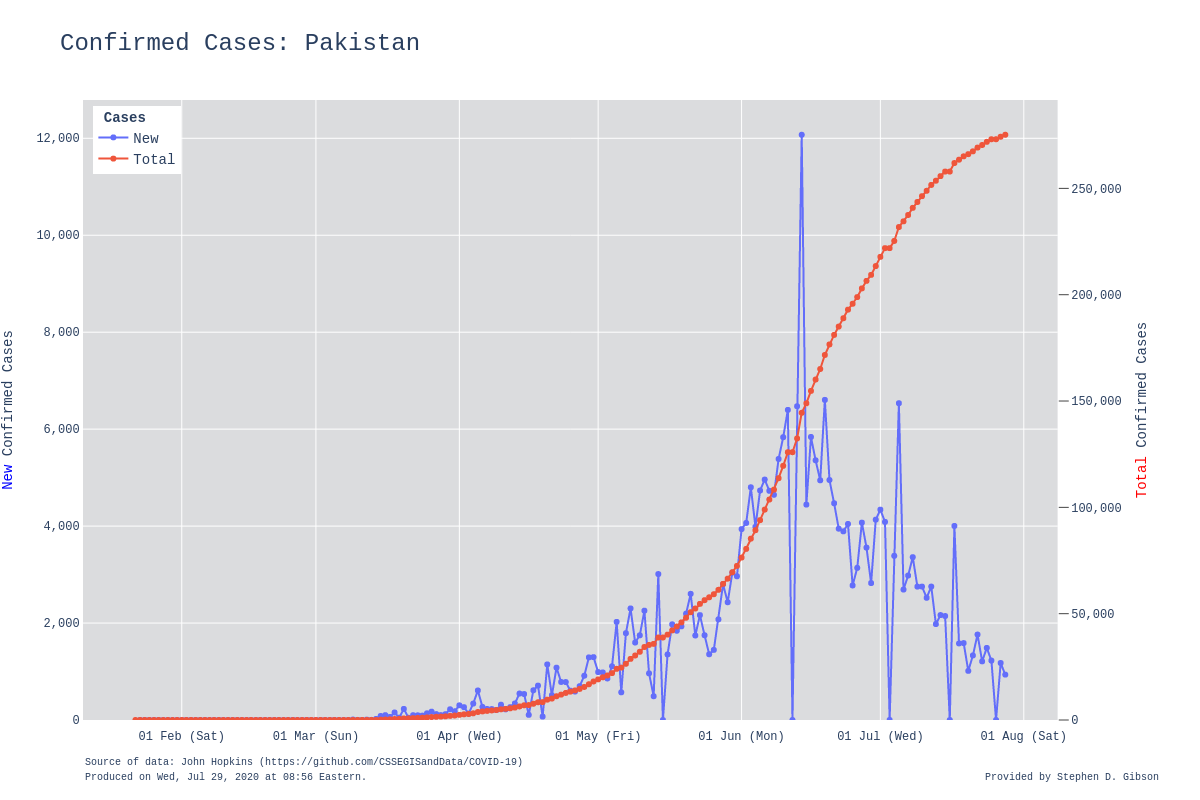 Confirmed Cases: Pakistan
Cases
New
Total
12,000
10,000
8,000
6,000
4,000
2,000
0
250,000
200,000
150,000
100,000
50,000
0
New Confirmed Cases
Total Confirmed Cases
01 Feb (Sat)
01 Mar (Sun)
01 Apr (Wed)
01 May (Fri)
01 Jun (Mon)
01 Jul (Wed)
01 Aug (Sat)
Source of data: John Hopkins (https://github.com/CSSEGISandData/COVID-19)
Produced on Wed, Jul 29, 2020 at 08:56 Eastern.
Provided by Stephen D. Gibson